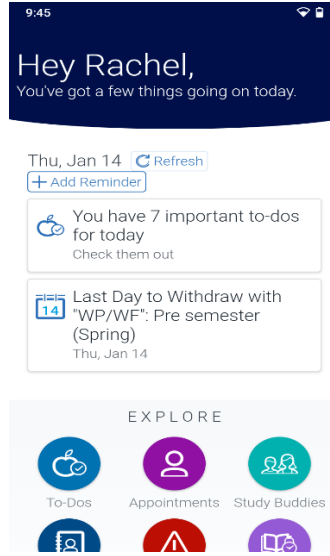 9:45
Hey Rachel,
You've got a few things going on today.
Thu, Jan 14 Refresh
+ Add Reminder
You have 7 important to-dos
for today
Check them out
14
Last Day to Withdraw with
"WP/WF": Pre semester
(Spring)
Thu, Jan 14
EXPLORE
To-Dos Appointments Study Buddies